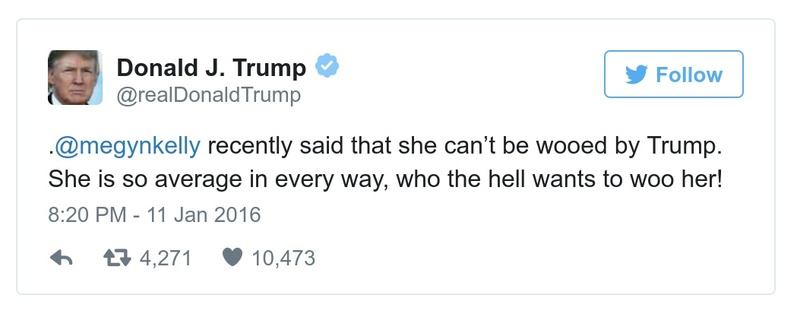 Donald J. Trump
@realDonaldTrump
Follow
.@megynkelly recently said that she can’t be wooed by Trump.
She is so average in every way, who the hell wants to woo her!
8:20 PM - 11 Jan 2016
4,271 10,473